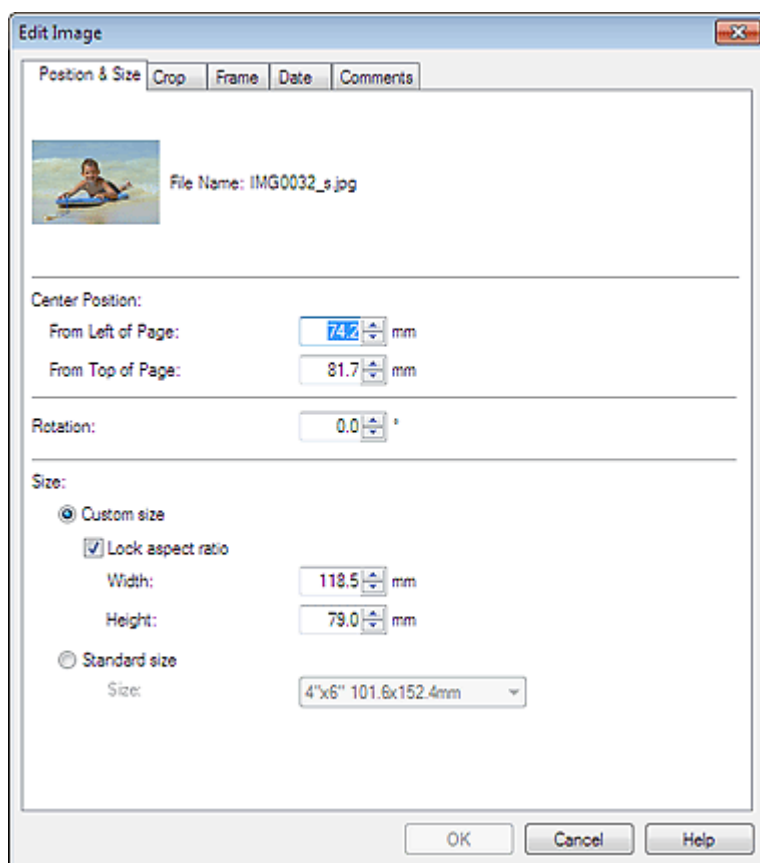 Edit Image
Position & Size Crop Frame Date Comments
File Name: IMG0032_s.jpg
Center Position:
From Left of Page: 74.2 mm
From Top of Page: 81.7 mm
Rotation: 0.0 °
Size:
Custom size
Lock aspect ratio
Width: 118.5 mm
Height: 79.0 mm
Standard size
Size: 4"x6" 101.6x152.4mm
OK Cancel Help